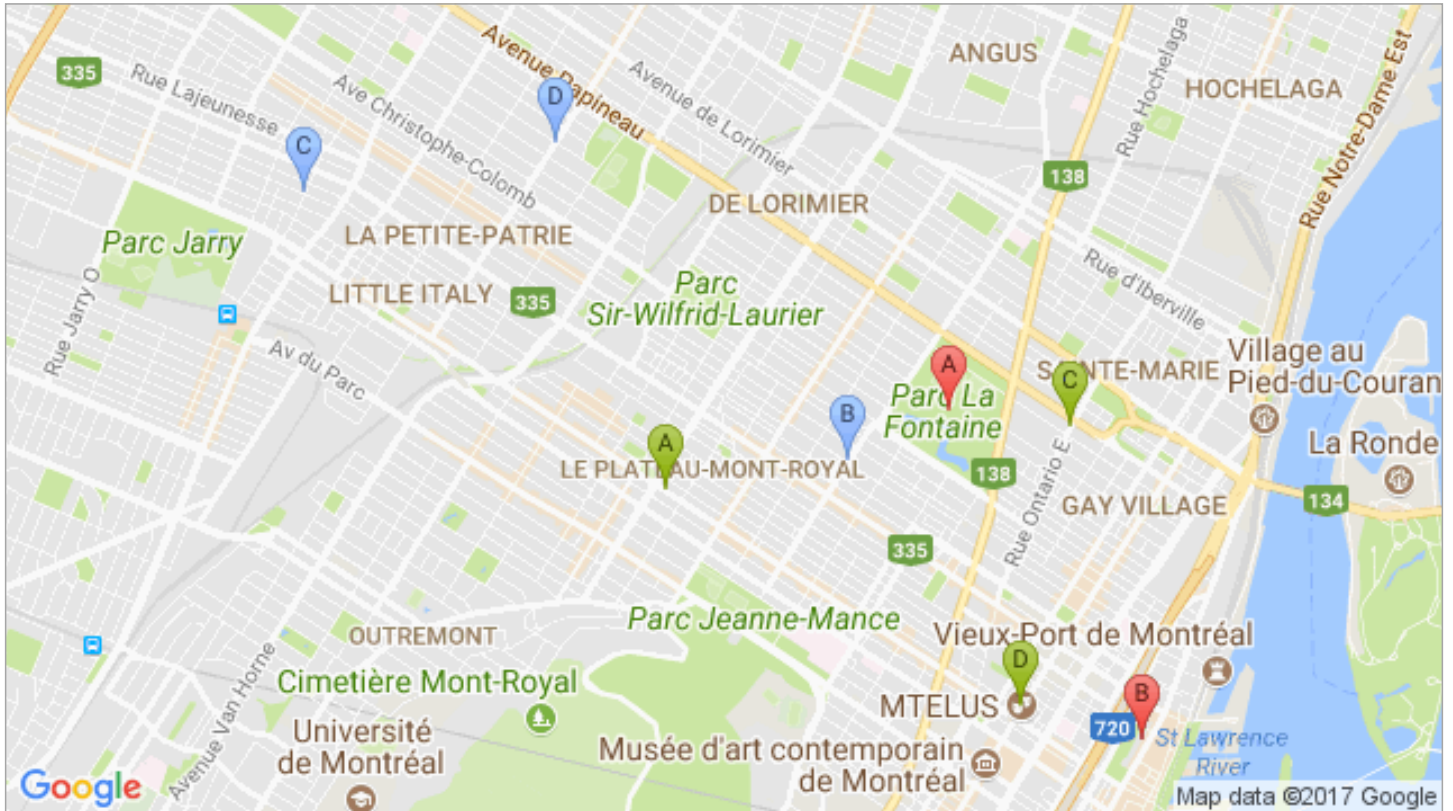 335
Rue Lajeunesse
Ave Christophe-Colomb
Avenue Papineau
Avenue de Lorimier
ANGUS
HOCHELAGA
Rue Hochelaga
Rue Notre-Dame Est
D
C
138
DE LORIMIER
LA PETITE-PATRIE
Parc Jarry
LITTLE ITALY
335
Parc
Sir-Wilfrid-Laurier
Rue d'Iberville
Rue Jarry O
Av du Parc
A
Parc La
Fontaine
SAINTE-MARIE
C
Village au
Pied-du-Couran
B
A
LE PLATEAU-MONT-ROYAL
La Ronde
138
Rue Ontario E
GAY VILLAGE
134
335
Parc Jeanne-Mance
OUTREMONT
Vieux-Port de Montréal
D
B
Cimetière Mont-Royal
Avenue Van Horne
MTELUS
720
St Lawrence
River
Université
de Montréal
Musée d'art contemporain
de Montréal
Google
Map data ©2017 Google